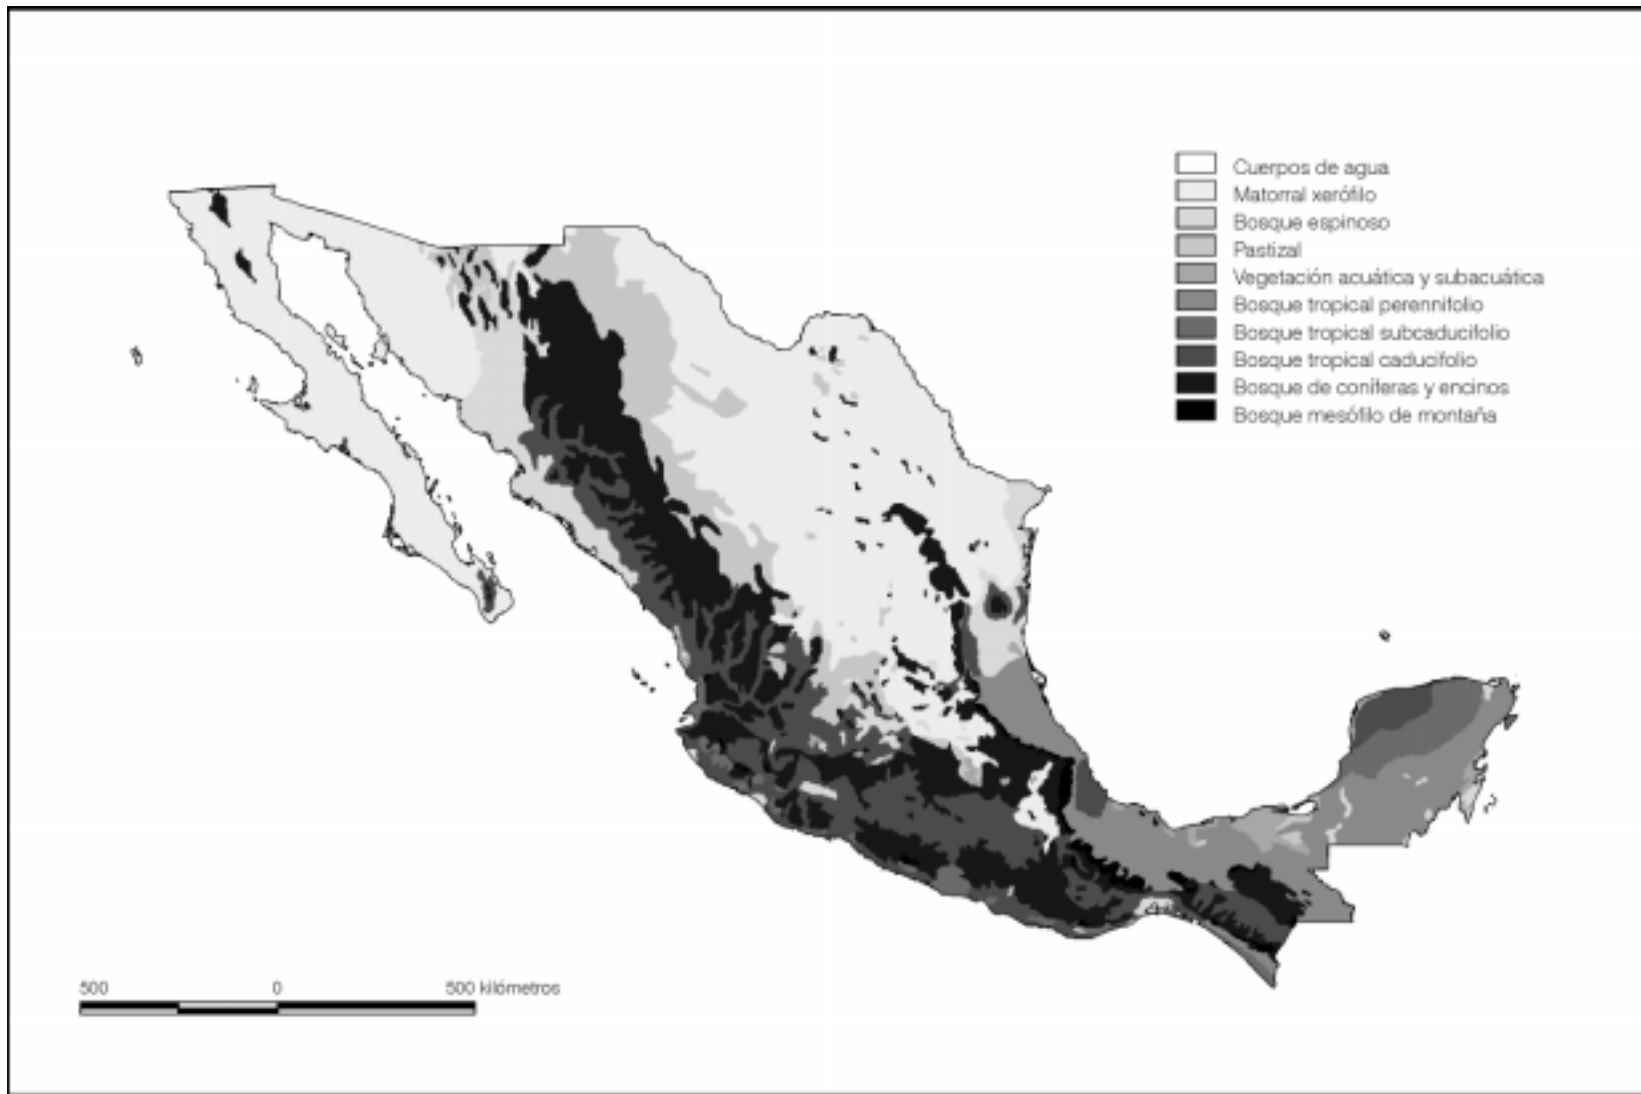 Cuerpos de agua
Matorral xerófilo
Bosque espinoso
Pastizal
Vegetación acuática y subacuática
Bosque tropical perennifolio
Bosque tropical subcaducifolio
Bosque tropical caducifolio
Bosque de coníferas y encinos
Bosque mesófilo de montaña
500 0 500 kilómetros